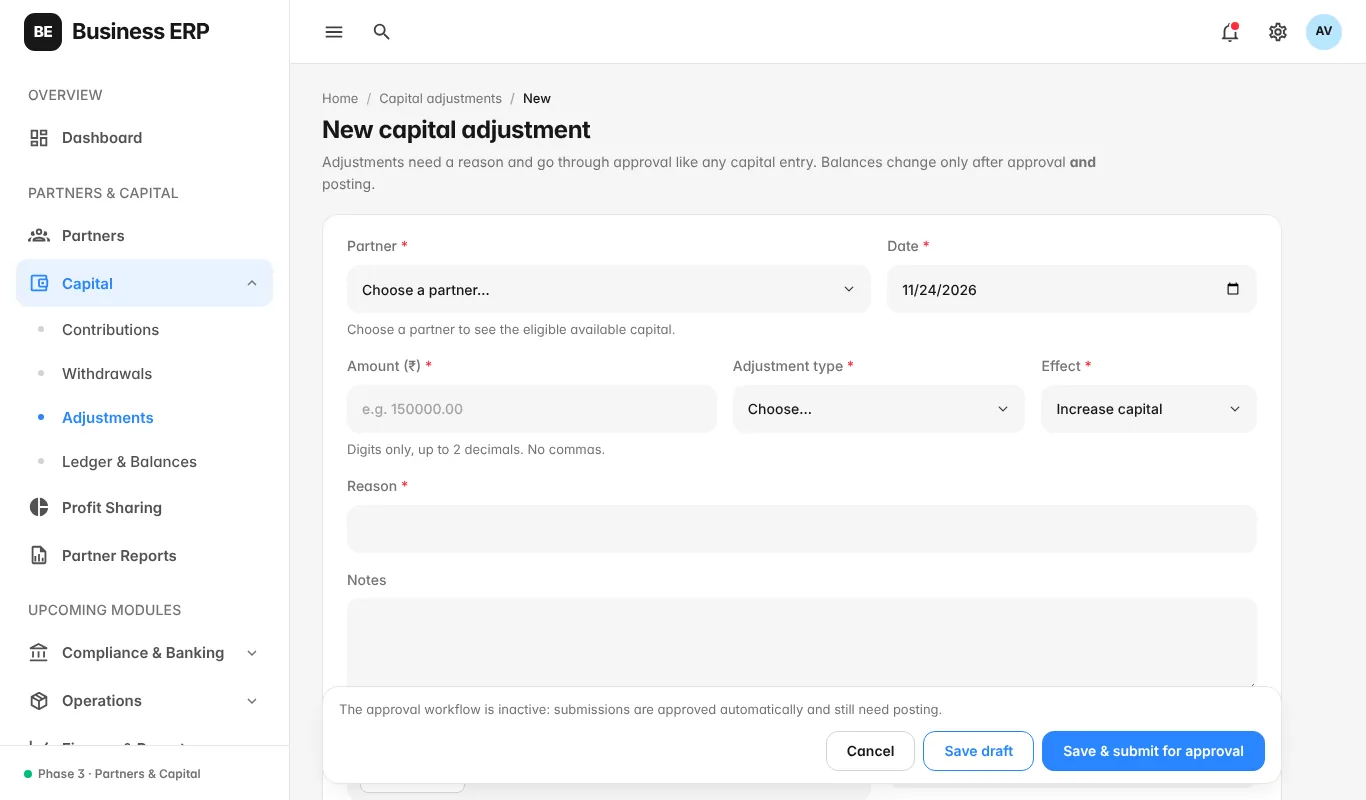 BE Business ERP
AV
OVERVIEW
Dashboard
PARTNERS & CAPITAL
Partners
Capital
Contributions
Withdrawals
Adjustments
Ledger & Balances
Profit Sharing
Partner Reports
UPCOMING MODULES
Compliance & Banking
Operations
Phase 3 · Partners & Capital
Home / Capital adjustments / New
New capital adjustment
Adjustments need a reason and go through approval like any capital entry. Balances change only after approval and
posting.
Partner * Date *
Choose a partner... 11/24/2026
Choose a partner to see the eligible available capital.
Amount (₹) * Adjustment type * Effect *
e.g. 150000.00 Choose... Increase capital
Digits only, up to 2 decimals. No commas.
Reason *
Notes
The approval workflow is inactive: submissions are approved automatically and still need posting.
Cancel Save draft Save & submit for approval